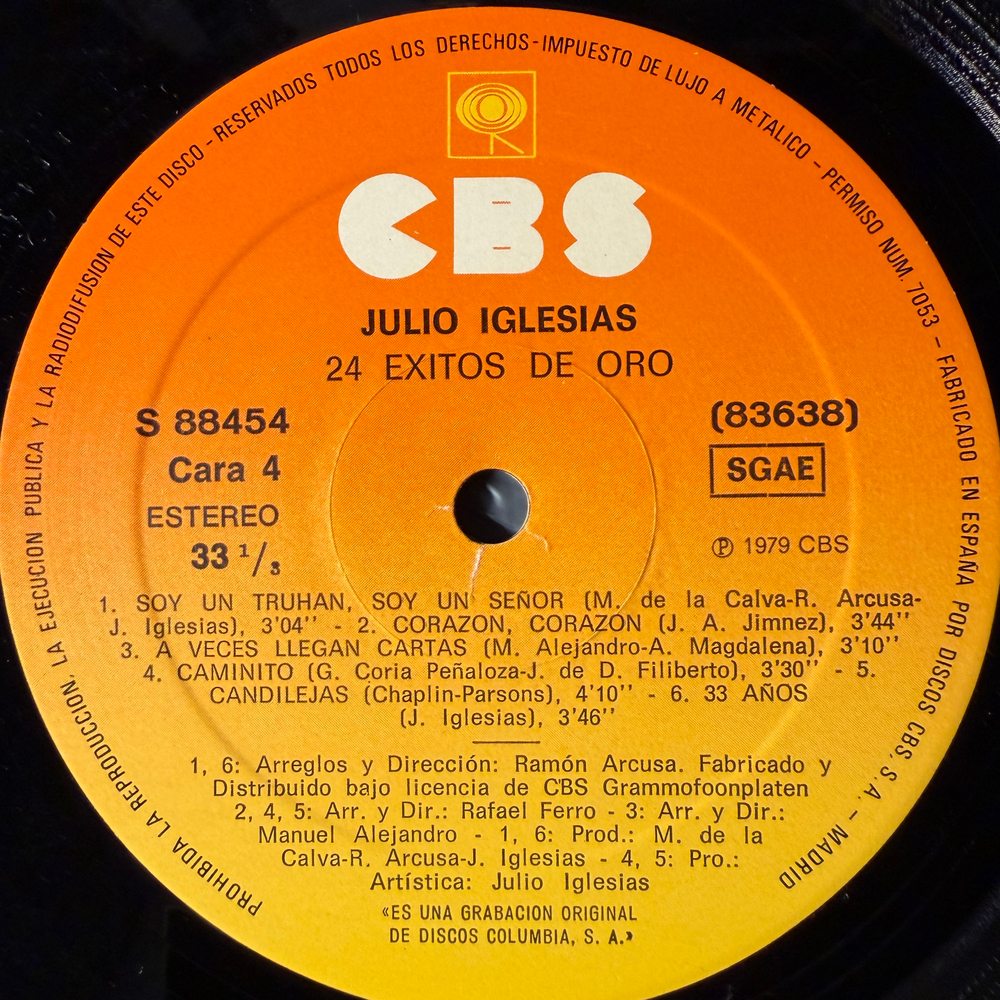 PROHIBIDA LA REPRODUCCION, LA EJECUCION PUBLICA Y LA RADIODIFUSION DE ESTE DISCO - RESERVADOS TODOS LOS DERECHOS - IMPUESTO DE LUJO A METALICO - PERMISO NUM. 7053 - FABRICADO EN ESPAÑA POR DISCOS CBS. S. A. - MADRID
CBS
JULIO IGLESIAS
24 EXITOS DE ORO
S 88454
Cara 4
ESTEREO
33 1/3
(83638)
SGAE
Ⓟ 1979 CBS
1. SOY UN TRUHAN, SOY UN SEÑOR (M. de la Calva-R. Arcusa-
J. Iglesias), 3'04'' - 2. CORAZON, CORAZON (J. A. Jimnez), 3'44''
3. A VECES LLEGAN CARTAS (M. Alejandro-A. Magdalena), 3'10''
4. CAMINITO (G. Coria Peñaloza-J. de D. Filiberto), 3'30'' - 5.
CANDILEJAS (Chaplin-Parsons), 4'10'' - 6. 33 AÑOS
(J. Iglesias), 3'46''
1, 6: Arreglos y Dirección: Ramón Arcusa. Fabricado y
Distribuido bajo licencia de CBS Grammofoonplaten
2, 4, 5: Arr. y Dir.: Rafael Ferro - 3: Arr. y Dir.:
Manuel Alejandro - 1, 6: Prod.: M. de la
Calva-R. Arcusa-J. Iglesias - 4, 5: Pro.:
Artística: Julio Iglesias
«ES UNA GRABACION ORIGINAL
DE DISCOS COLUMBIA, S. A.»